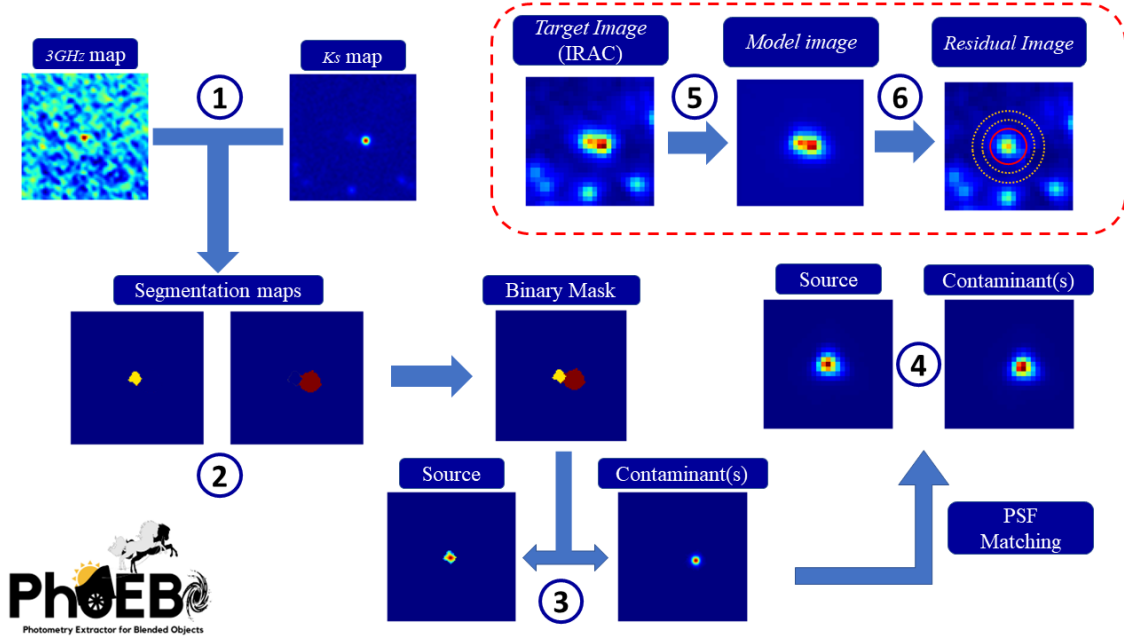 3GHz map
1
Ks map
Target Image
(IRAC)
5
Model image
6
Residual Image
Segmentation maps
2
Binary Mask
Source
3
Contaminant(s)
Source
4
Contaminant(s)
PSF
Matching
PhOEBO
Photometry Extractor for Blended Objects